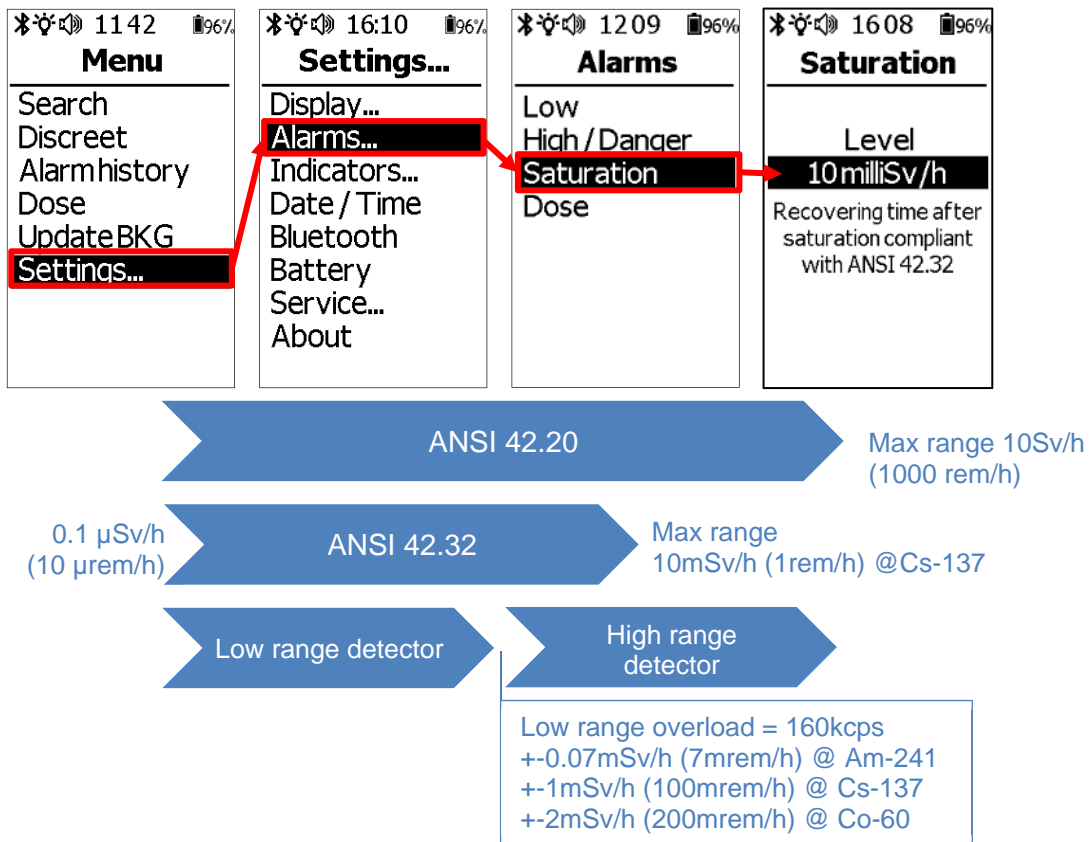 1142 96%
Menu
Search
Discreet
Alarm history
Dose
Update BKG
Settings...
16:10 96%
Settings...
Display...
Alarms...
Indicators...
Date / Time
Bluetooth
Battery
Service...
About
1209 96%
Alarms
Low
High / Danger
Saturation
Dose
1608 96%
Saturation
Level
10 milliSv/h
Recovering time after
saturation compliant
with ANSI 42.32
ANSI 42.20
Max range 10Sv/h
(1000 rem/h)
0.1 µSv/h
(10 µrem/h)
ANSI 42.32
Max range
10mSv/h (1rem/h) @Cs-137
Low range detector
High range
detector
Low range overload = 160kcps
+-0.07mSv/h (7mrem/h) @ Am-241
+-1mSv/h (100mrem/h) @ Cs-137
+-2mSv/h (200mrem/h) @ Co-60